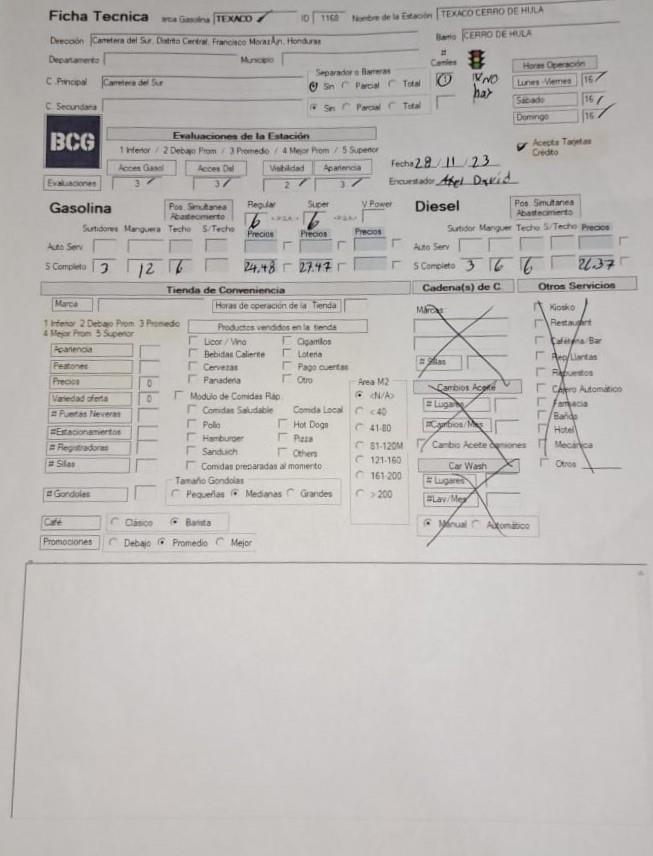 Ficha Tecnica arca Gasolina TEXACO ID 1168 Nombre de la Estación TEXACO CERRO DE HULA
Dirección Carretera del Sur, Distrito Central, Francisco MorazÃ¡n, Honduras Barrio CERRO DE HULA
Departamento Municipio # Carriles Horas Operación
C. Principal Carretera del Sur Separador o Barreras Sin Parcial Total 1 no hay Lunes -Viernes 16
C. Secundaria Sin Parcial Total Sábado 16
Domingo 16
BCG Evaluaciones de la Estación Acepta Tarjetas Crédito
1 Inferior / 2 Debajo Prom / 3 Promedio / 4 Mejor Prom / 5 Superior
Acces Gasol Acces Dsl Visibilidad Apariencia Fecha 28/11/23
Evaluaciones 3 3 2 3 Encuestador Axel David
Gasolina Pos. Simultanea Abastecimiento Regular Super V Power Diesel Pos. Simultanea Abastecimiento
6 6
Surtidores Manguera Techo S/Techo Precios Precios Precios Surtidor Manguer Techo S/Techo Precios
Auto Serv Auto Serv
S Completo 3 12 6 24.48 27.47 S Completo 3 6 6 26.37
Tienda de Conveniencia Cadena(s) de C. Otros Servicios
Marca Horas de operación de la Tienda Marcas Kiosko
1 Inferior 2 Debajo Prom 3 Promedio Productos vendidos en la tienda Restaurant
4 Mejor Prom 5 Superior Licor / Vino Cigarrillos Cafétería/Bar
Apariencia Bebidas Caliente Loteria # Sillas Rep/Llantas
Peatones Cervezas Pago cuentas Repuestos
Precios 0 Panaderia Otro Area M2 Cambios Aceite Cajero Automático
Variedad oferta 0 Modulo de Comidas Ráp. <N/A> # Lugares Farmacia
# Puertas Neveras Comidas Saludable Comida Local < 40 Baños
#Estacionamientos Pollo Hot Dogs 41-80 #Cambios/Mes Hotel
# Registradoras Hamburger Pizza 81-120M Cambio Aceite camiones Mecánica
# Sillas Sanduich Others 121-160 Car Wash Otros
Comidas preparadas al momento 161-200 # Lugares
# Gondolas Tamaño Gondolas Pequeñas Medianas Grandes > 200 #Lav/Mes
Café Clásico Barista Manual Automático
Promociones Debajo Promedio Mejor